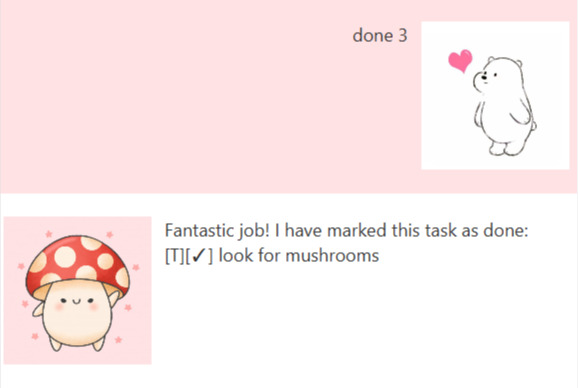 done 3
Fantastic job! I have marked this task as done:
[T][✓] look for mushrooms